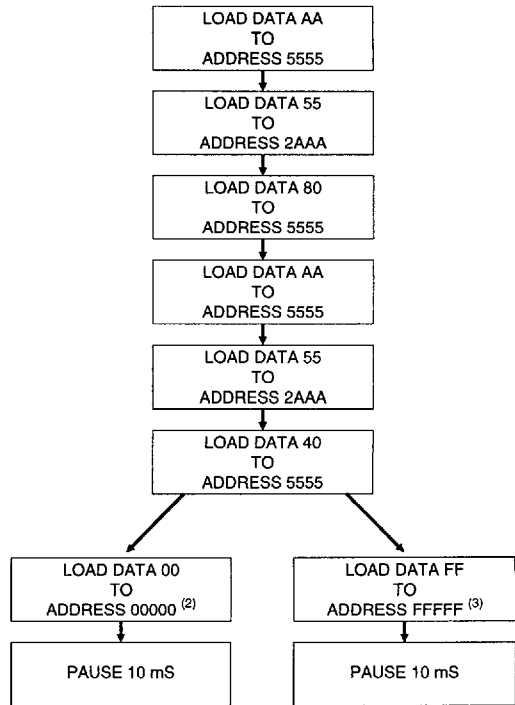 LOAD DATA AA
TO
ADDRESS 5555
LOAD DATA 55
TO
ADDRESS 2AAA
LOAD DATA 80
TO
ADDRESS 5555
LOAD DATA AA
TO
ADDRESS 5555
LOAD DATA 55
TO
ADDRESS 2AAA
LOAD DATA 40
TO
ADDRESS 5555
LOAD DATA 00
TO
ADDRESS 00000 (2)
PAUSE 10 mS
LOAD DATA FF
TO
ADDRESS FFFFF (3)
PAUSE 10 mS